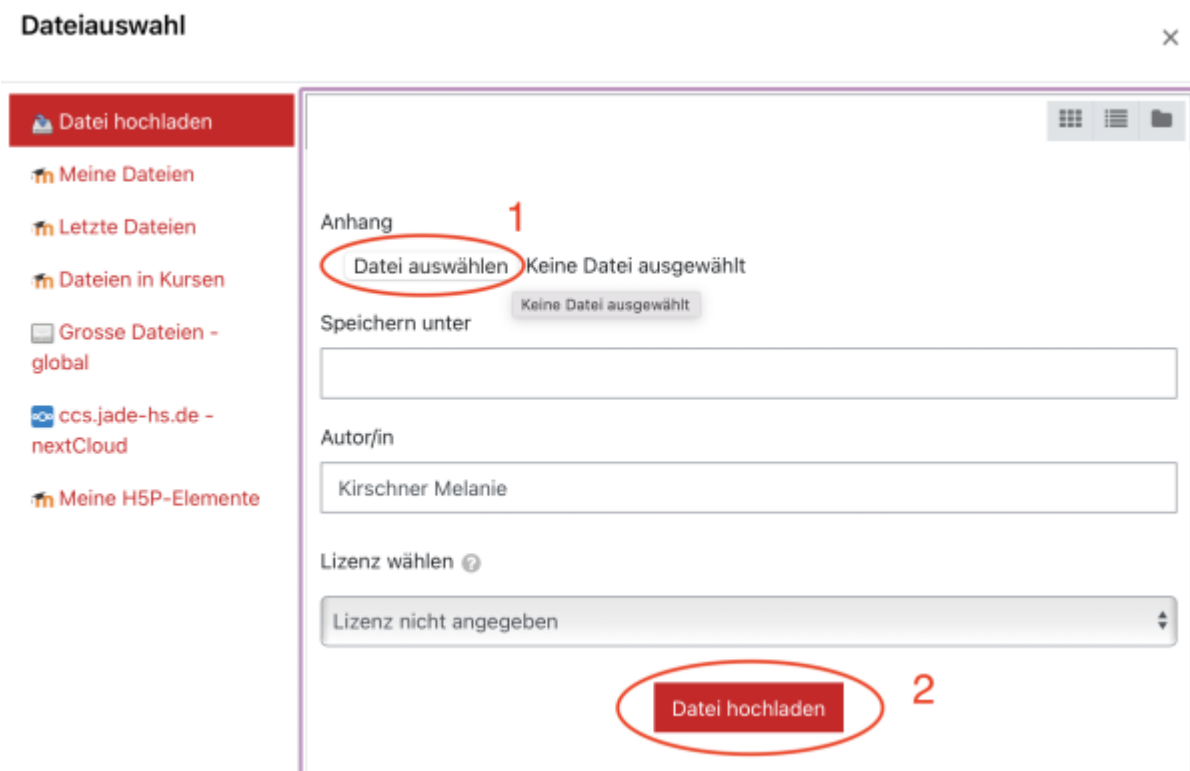 Dateiauswahl
×
Datei hochladen
Meine Dateien
Letzte Dateien
Dateien in Kursen
Grosse Dateien -
global
ccs.jade-hs.de -
nextCloud
Meine H5P-Elemente
Anhang
1
Datei auswählen Keine Datei ausgewählt
Keine Datei ausgewählt
Speichern unter
Autor/in
Kirschner Melanie
Lizenz wählen ?
Lizenz nicht angegeben
Datei hochladen
2